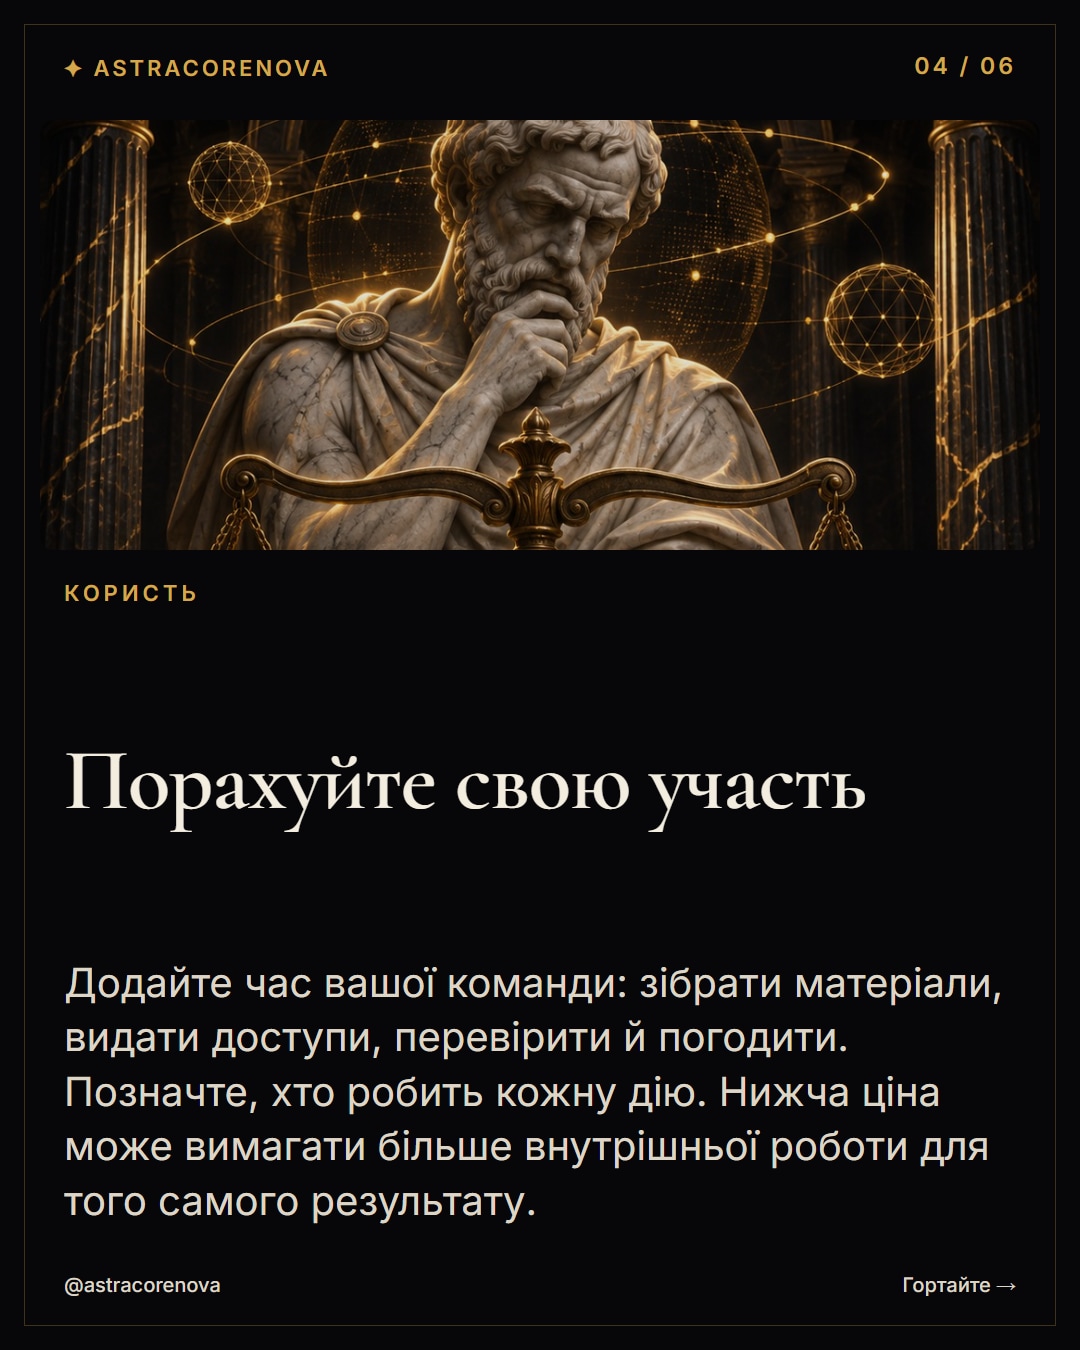 ✦ ASTRACORENOVA
04 / 06
КОРИСТЬ
Порахуйте свою участь
Додайте час вашої команди: зібрати матеріали,
видати доступи, перевірити й погодити.
Позначте, хто робить кожну дію. Нижча ціна
може вимагати більше внутрішньої роботи для
того самого результату.
@astracorenova
Гортайте →